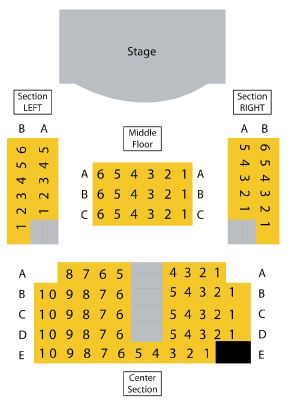 Stage
Section
LEFT
Section
RIGHT
B A
A B
Middle
Floor
6 5 4 3 2 1
5 4 3 2 1
5 4 3 2 1
6 5 4 3 2 1
A 6 5 4 3 2 1 A
B 6 5 4 3 2 1 B
C 6 5 4 3 2 1 C
A 8 7 6 5 4 3 2 1 A
B 10 9 8 7 6 5 4 3 2 1 B
C 10 9 8 7 6 5 4 3 2 1 C
D 10 9 8 7 6 5 4 3 2 1 D
E 10 9 8 7 6 5 4 3 2 1 E
Center
Section